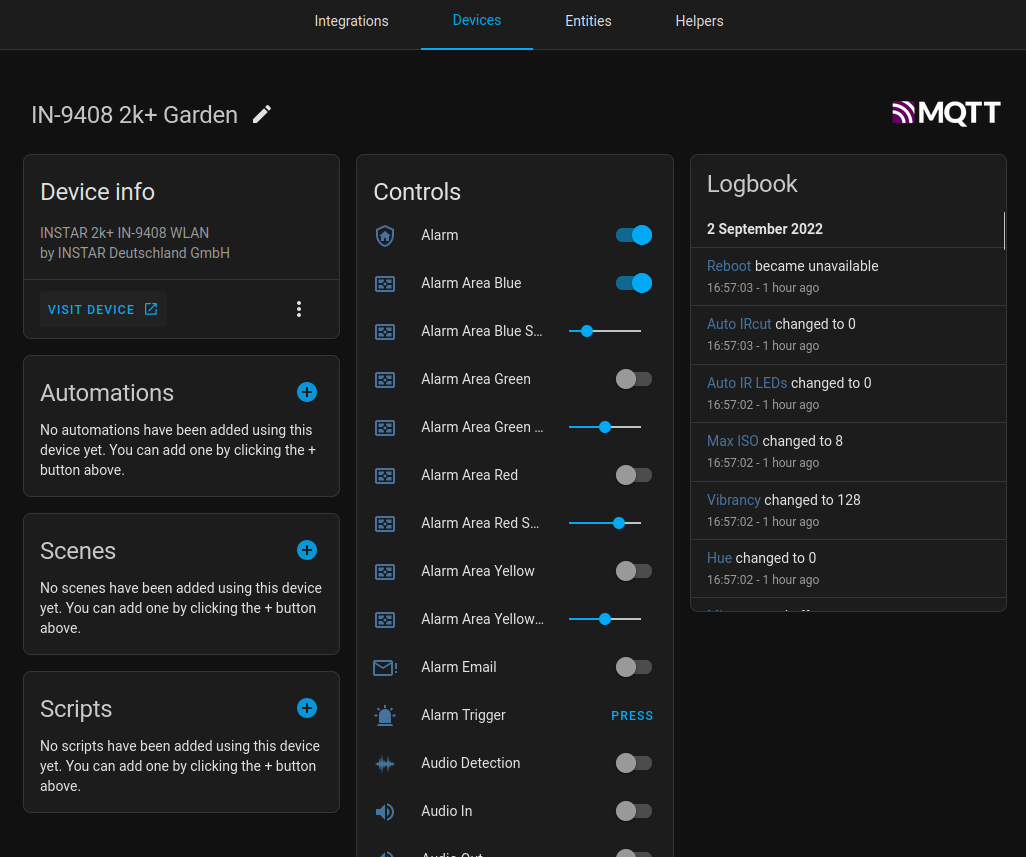 Integrations
Devices
Entities
Helpers
IN-9408 2k+ Garden
MQTT
Device info
INSTAR 2k+ IN-9408 WLAN
by INSTAR Deutschland GmbH
VISIT DEVICE
Automations
No automations have been added using this
device yet. You can add one by clicking the +
button above.
Scenes
No scenes have been added using this device
yet. You can add one by clicking the + button
above.
Scripts
No scripts have been added using this device
yet. You can add one by clicking the + button
above.
Controls
Alarm
Alarm Area Blue
Alarm Area Blue S...
Alarm Area Green
Alarm Area Green ...
Alarm Area Red
Alarm Area Red S...
Alarm Area Yellow
Alarm Area Yellow...
Alarm Email
Alarm Trigger
PRESS
Audio Detection
Audio In
Audio Out
Logbook
2 September 2022
Reboot became unavailable
16:57:03 - 1 hour ago
Auto IRcut changed to 0
16:57:03 - 1 hour ago
Auto IR LEDs changed to 0
16:57:02 - 1 hour ago
Max ISO changed to 8
16:57:02 - 1 hour ago
Vibrancy changed to 128
16:57:02 - 1 hour ago
Hue changed to 0
16:57:02 - 1 hour ago